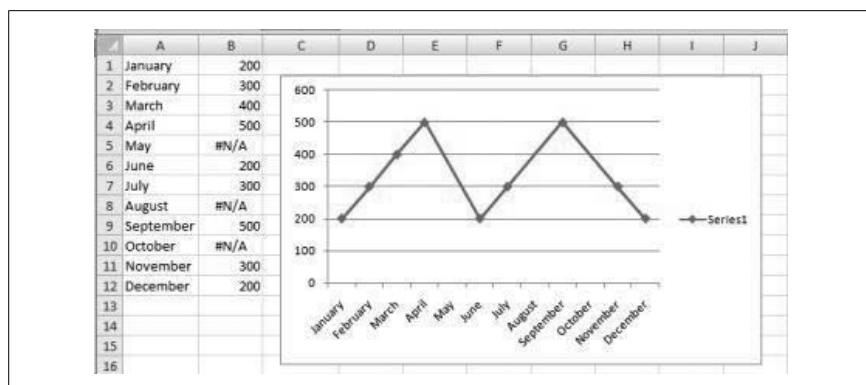 A B C D E F G H I J
1 January 200
2 February 300
3 March 400
4 April 500
5 May #N/A
6 June 200
7 July 300
8 August #N/A
9 September 500
10 October #N/A
11 November 300
12 December 200
13
14
15
16
600
500
400
300
200
100
0
January February March April May June July August September October November December
Series1